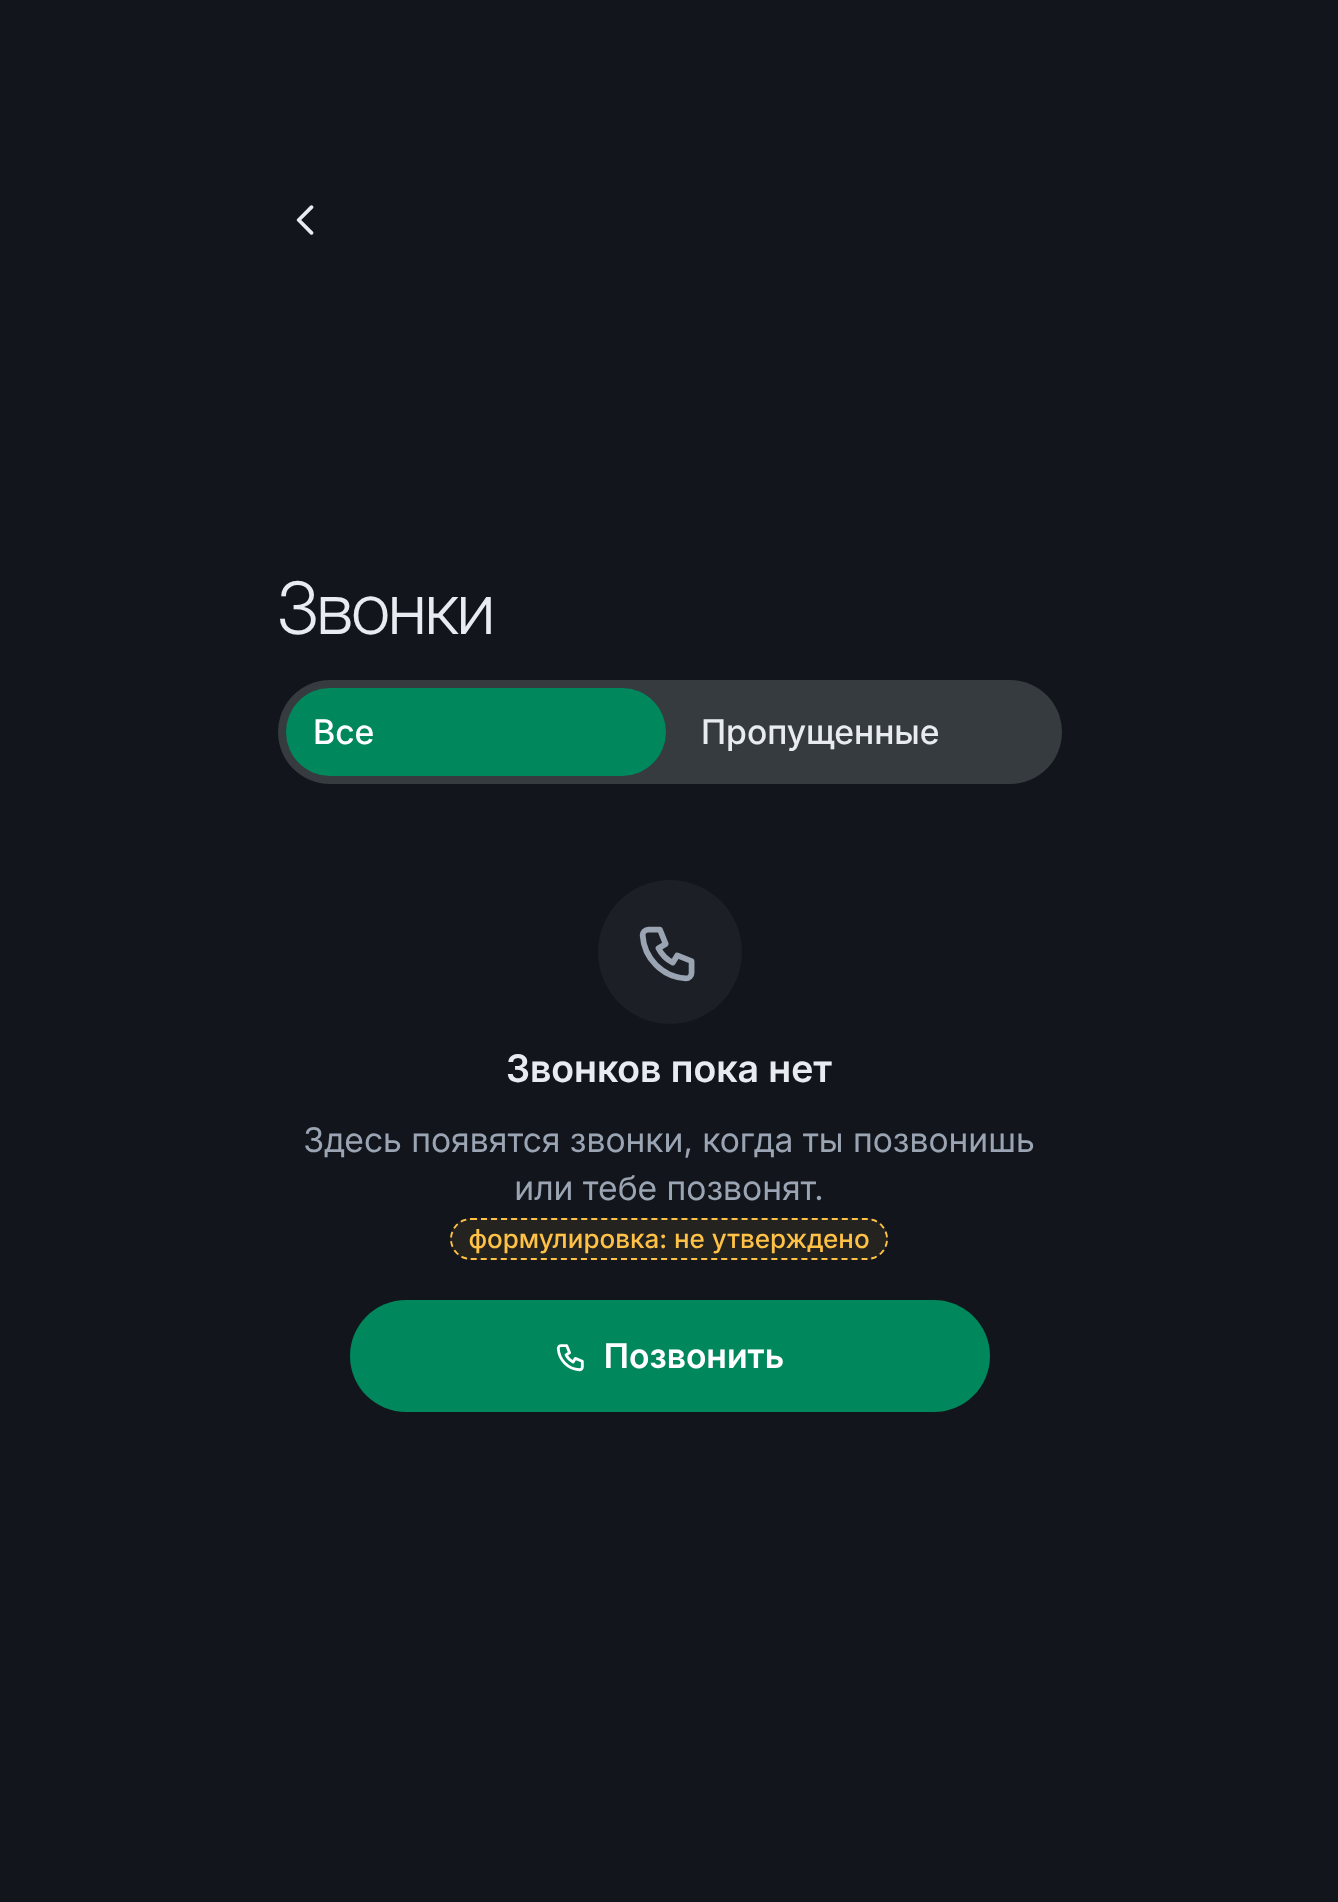 Звонки
Все
Пропущенные
Звонков пока нет
Здесь появятся звонки, когда ты позвонишь
или тебе позвонят.
формулировка: не утверждено
Позвонить